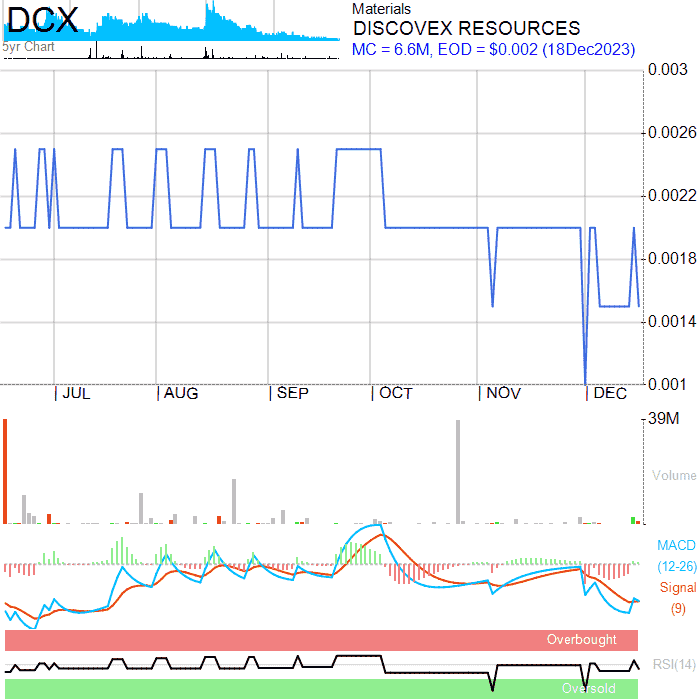 DCX
5yr Chart
Materials
DISCOVEX RESOURCES
MC = 6.6M, EOD = $0.002 (18Dec2023)
0.003
0.0026
0.0022
0.0018
0.0014
0.001
JUL AUG SEP OCT NOV DEC
39M
Volume
MACD
(12-26)
Signal
(9)
Overbought
RSI(14)
Oversold